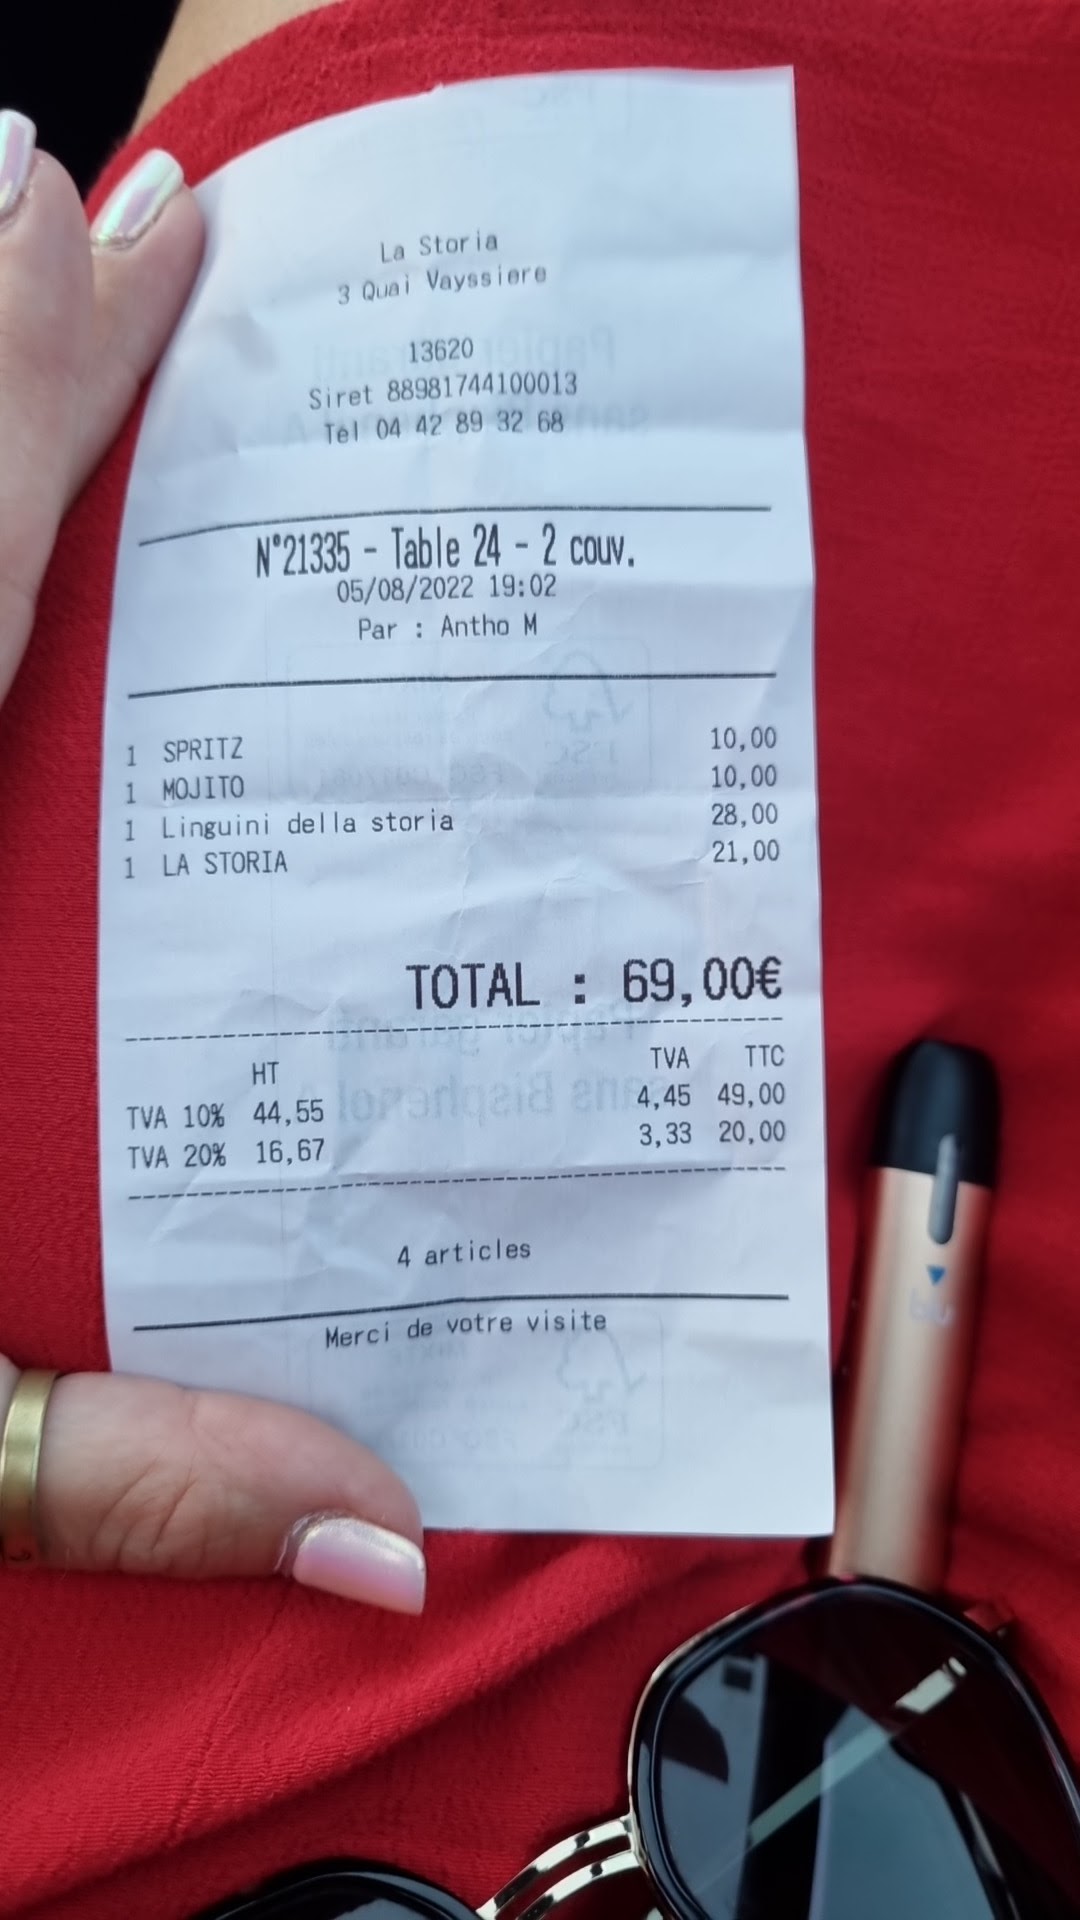 La Storia
3 Quai Vayssiere
13620
Siret 88981744100013
Tel 04 42 89 32 68
N°21335 - Table 24 - 2 couv.
05/08/2022 19:02
Par : Antho M
1 SPRITZ 10,00
1 MOJITO 10,00
1 Linguini della storia 28,00
1 LA STORIA 21,00
TOTAL : 69,00€
HT TVA TTC
TVA 10% 44,55 4,45 49,00
TVA 20% 16,67 3,33 20,00
4 articles
Merci de votre visite
blu